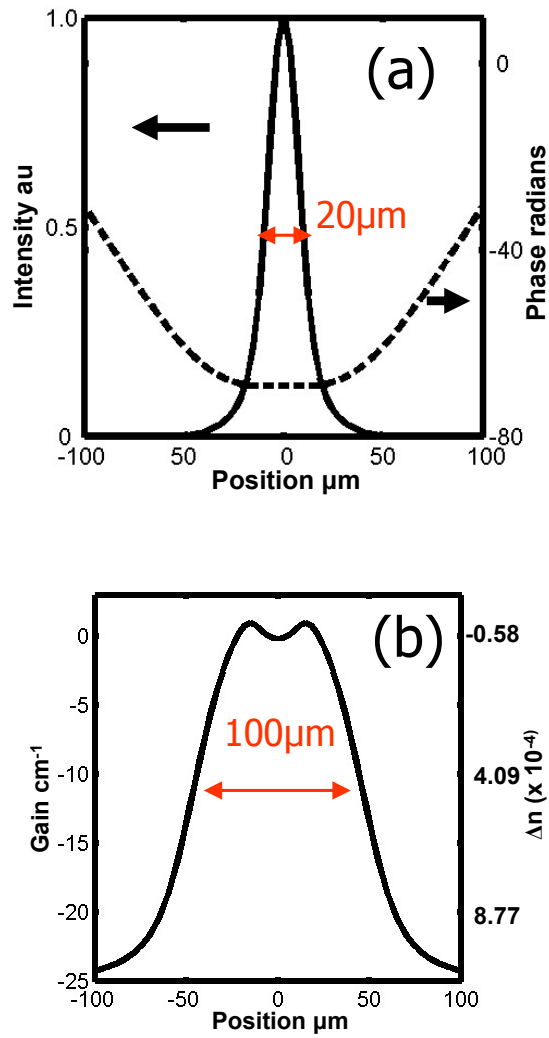 1.0
(a)
0
Intensity au
Phase radians
0.5
20µm
-40
0
-80
-100
50
0
50
100
Position µm
(b)
0
-0.58
-5
100µm
Gain cm-1
Δn (x 10-4)
-10
4.09
-15
-20
8.77
-25
-100
-50
0
50
100
Position µm